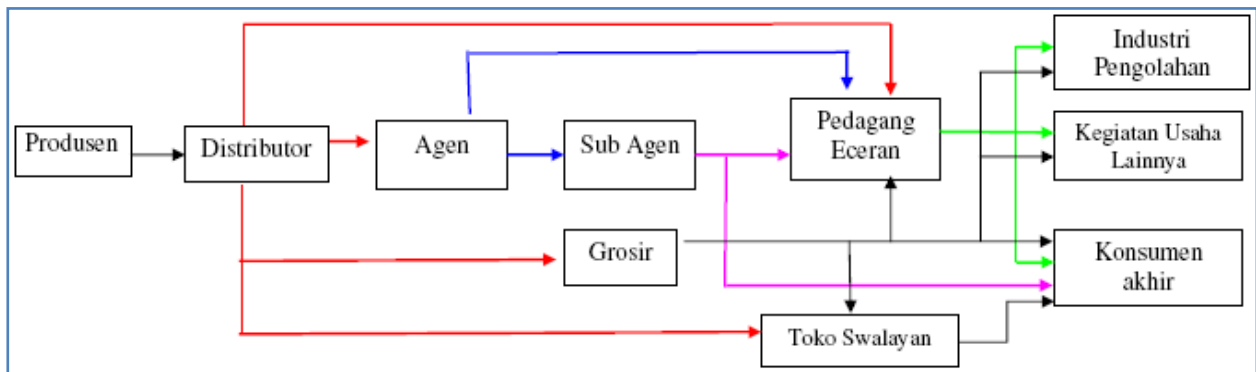 Produsen
Distributor
Agen
Sub Agen
Pedagang
Eceran
Grosir
Toko Swalayan
Industri
Pengolahan
Kegiatan Usaha
Lainnya
Konsumen
akhir